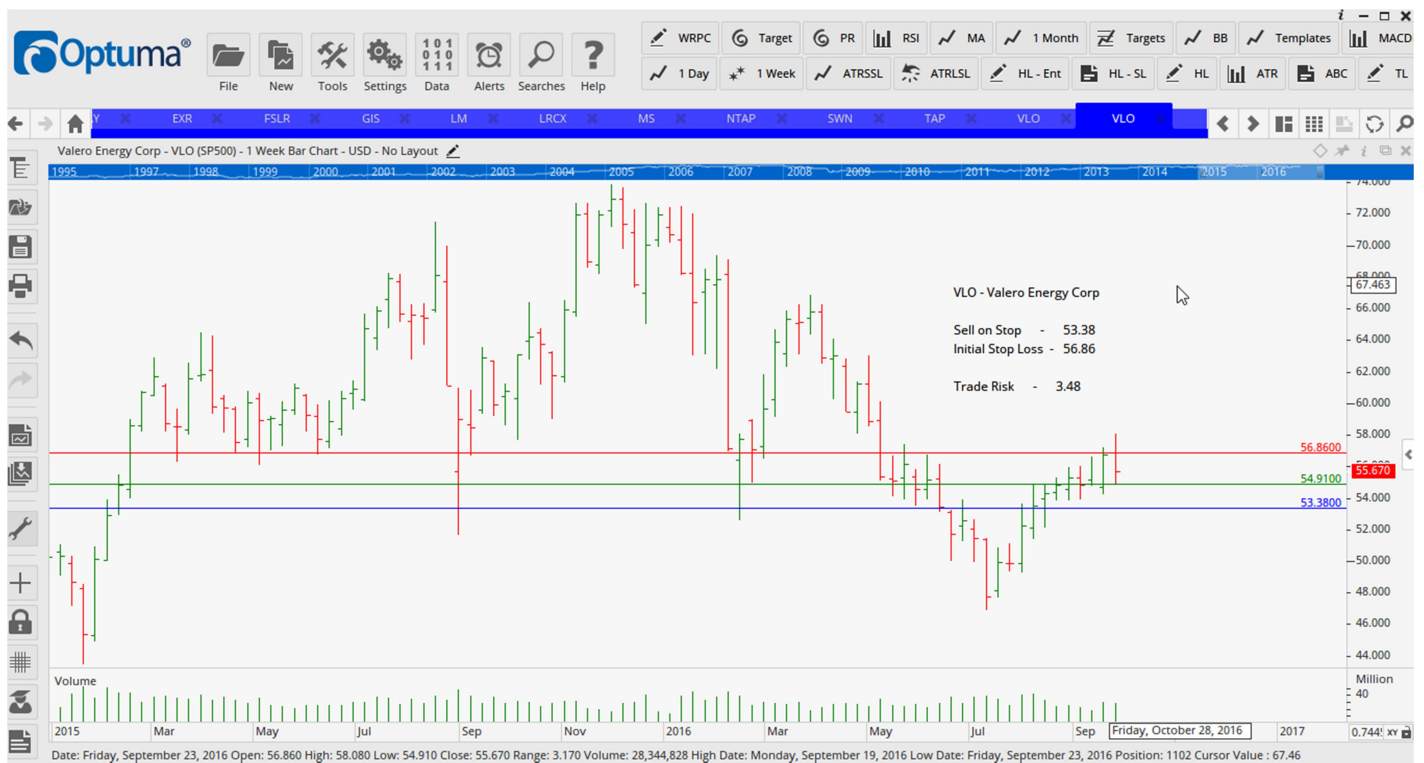 i
Optuma®
File New Tools Settings Data Alerts Searches Help
101
010
111
WRPC Target PR RSI MA 1 Month Targets BB Templates MACD
1 Day 1 Week ATRSSL ATRLSL HL - Ent HL - SL HL ATR ABC TL
Y EXR FSLR GIS LM LRCX MS NTAP SWN TAP VLO VLO
Valero Energy Corp - VLO (SP500) - 1 Week Bar Chart - USD - No Layout
1995 1997 1998 1999 2000 2001 2002 2003 2004 2005 2006 2007 2008 2009 2010 2011 2012 2013 2014 2015 2016
74.000
72.000
70.000
68.000
67.463
66.000
64.000
62.000
60.000
58.000
56.000
55.670
54.000
52.000
50.000
48.000
46.000
44.000
VLO - Valero Energy Corp
Sell on Stop - 53.38
Initial Stop Loss - 56.86
Trade Risk - 3.48
56.8600
54.9100
53.3800
Volume
Million
40
2015 Mar May Jul Sep Nov 2016 Mar May Jul Sep Friday, October 28, 2016 2017
XY
Date: Friday, September 23, 2016 Open: 56.860 High: 58.080 Low: 54.910 Close: 55.670 Range: 3.170 Volume: 28,344,828 High Date: Monday, September 19, 2016 Low Date: Friday, September 23, 2016 Position: 1102 Cursor Value : 67.46